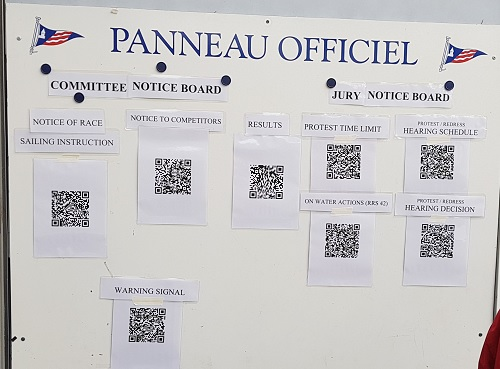 PANNEAU OFFICIEL
COMMITTEE NOTICE BOARD
JURY NOTICE BOARD
NOTICE OF RACE
SAILING INSTRUCTION
NOTICE TO COMPETITORS
RESULTS
PROTEST TIME LIMIT
PROTEST / REDRESS
HEARING SCHEDULE
ON WATER ACTIONS (RRS 42)
PROTEST / REDRESS
HEARING DECISION
WARNING SIGNAL